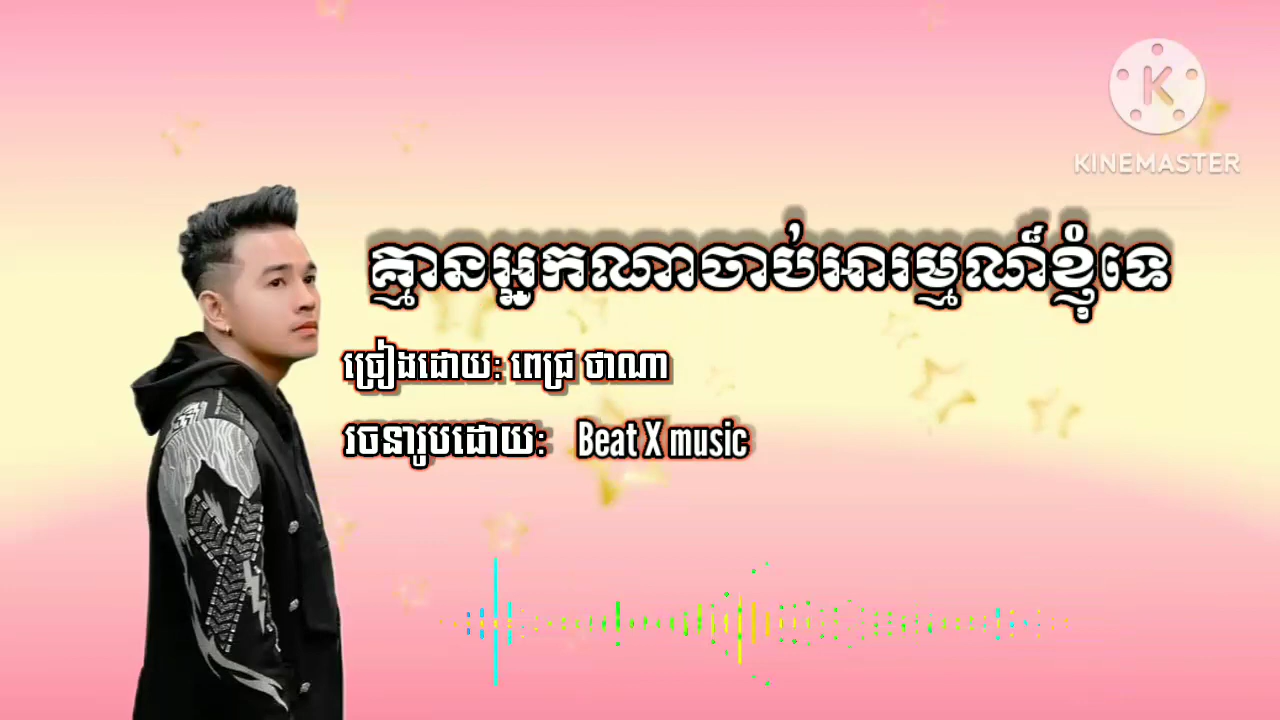 KINEMASTER
គ្មានអ្នកណាចាប់អារម្មណ៏ខ្ញុំទេ
ច្រៀងដោយ: ពេជ្រ ថាណា
រចនារូបដោយ: Beat X music